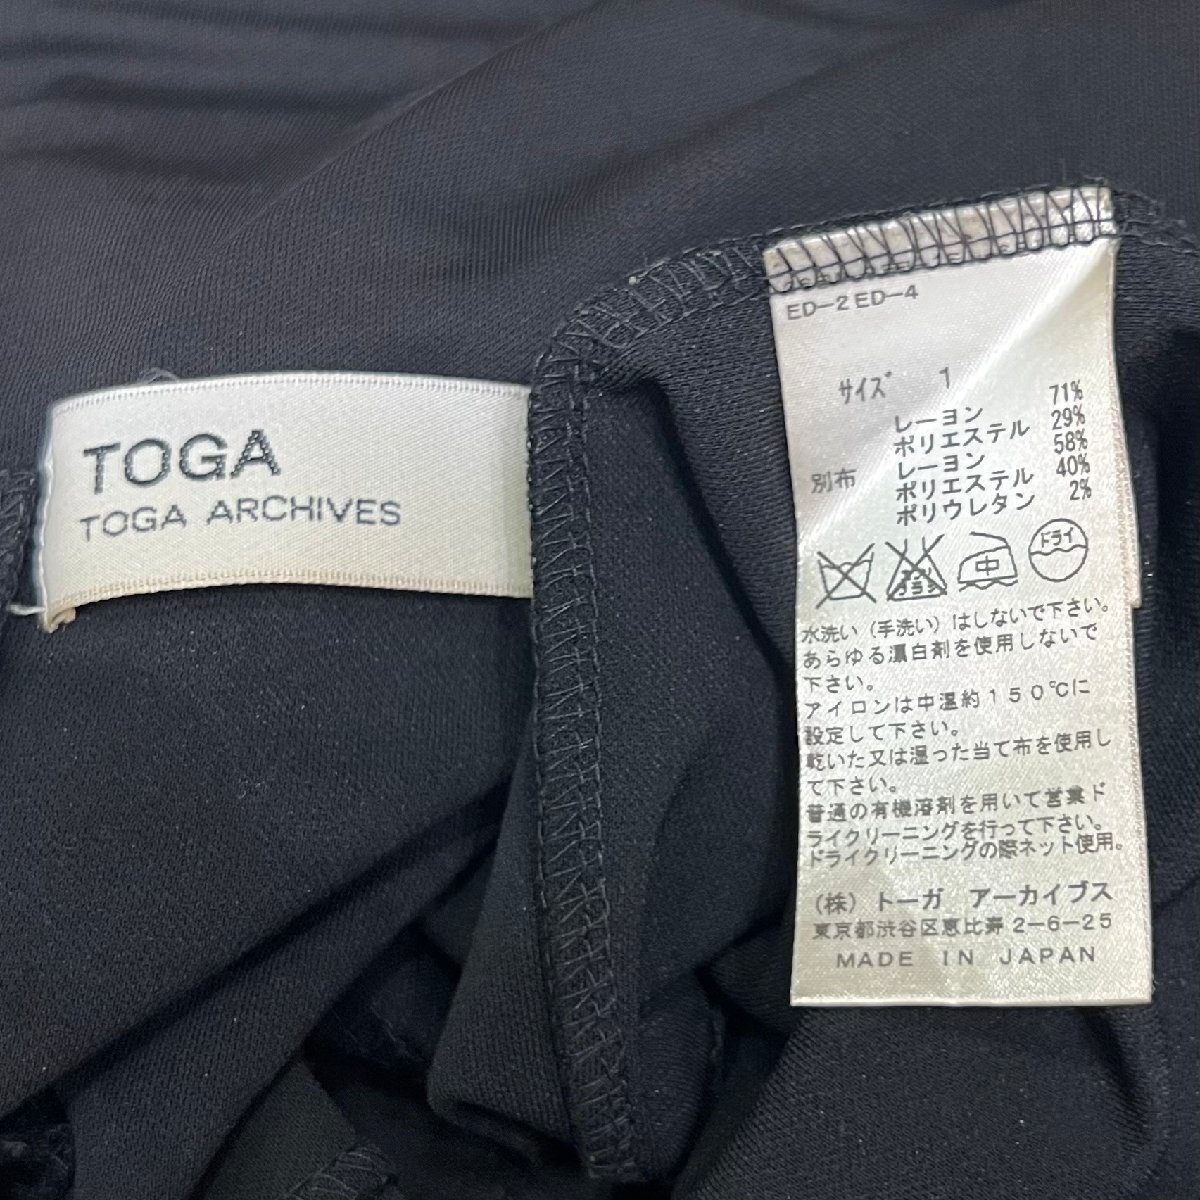 TOGA
TOGA ARCHIVES
ED-2ED-4
サイズ 1
レーヨン 71%
ポリエステル 29%
別布 レーヨン 58%
ポリエステル 40%
ポリウレタン 2%
エンソ
サラシ
中
ドライ
水洗い（手洗い）はしないで下さい。
あらゆる漂白剤を使用しないで
下さい。
アイロンは中温約150℃に
設定して下さい。
乾いた又は湿った当て布を使用し
て下さい。
普通の有機溶剤を用いて営業ド
ライクリーニングを行って下さい。
ドライクリーニングの際ネット使用。
（株）トーガ アーカイブス
東京都渋谷区恵比寿2-6-25
MADE IN JAPAN